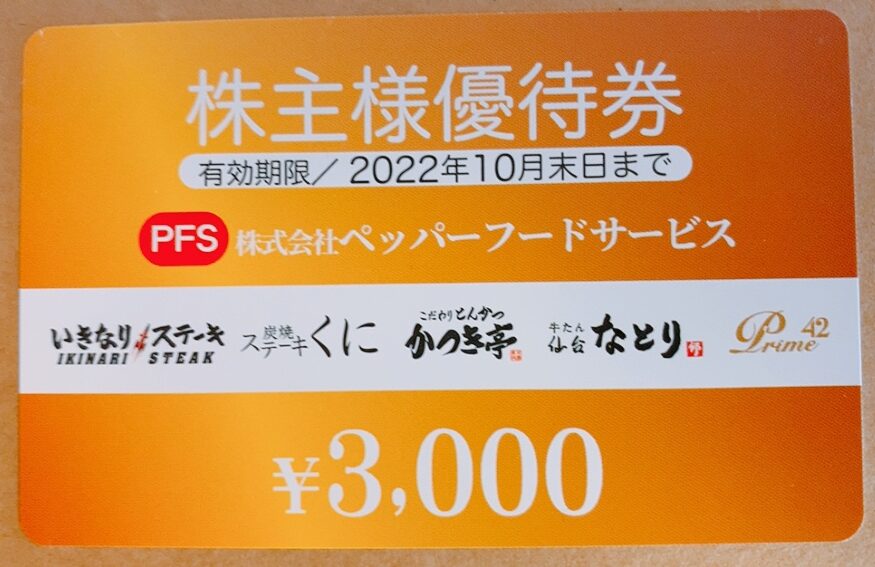 株主様優待券
有効期限／2022年10月末日まで
PFS 株式会社ペッパーフードサービス
いきなりステーキ
IKINARI STEAK
炭焼
ステーキ くに
こだわりとんかつ
かつき亭
牛たん
仙台 なとり
Prime42
¥3,000